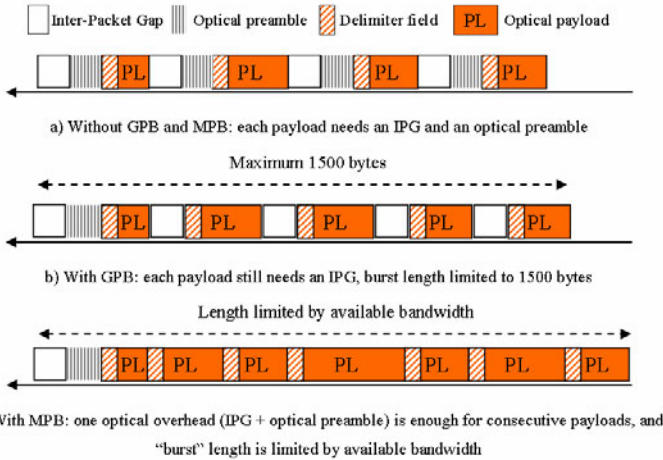 Inter-Packet Gap Optical preamble Delimiter field PL Optical payload
PL PL PL PL
a) Without GPB and MPB: each payload needs an IPG and an optical preamble
Maximum 1500 bytes
PL PL PL PL PL
b) With GPB: each payload still needs an IPG, burst length limited to 1500 bytes
Length limited by available bandwidth
PL PL PL PL PL PL PL
With MPB: one optical overhead (IPG + optical preamble) is enough for consecutive payloads, and
“burst” length is limited by available bandwidth